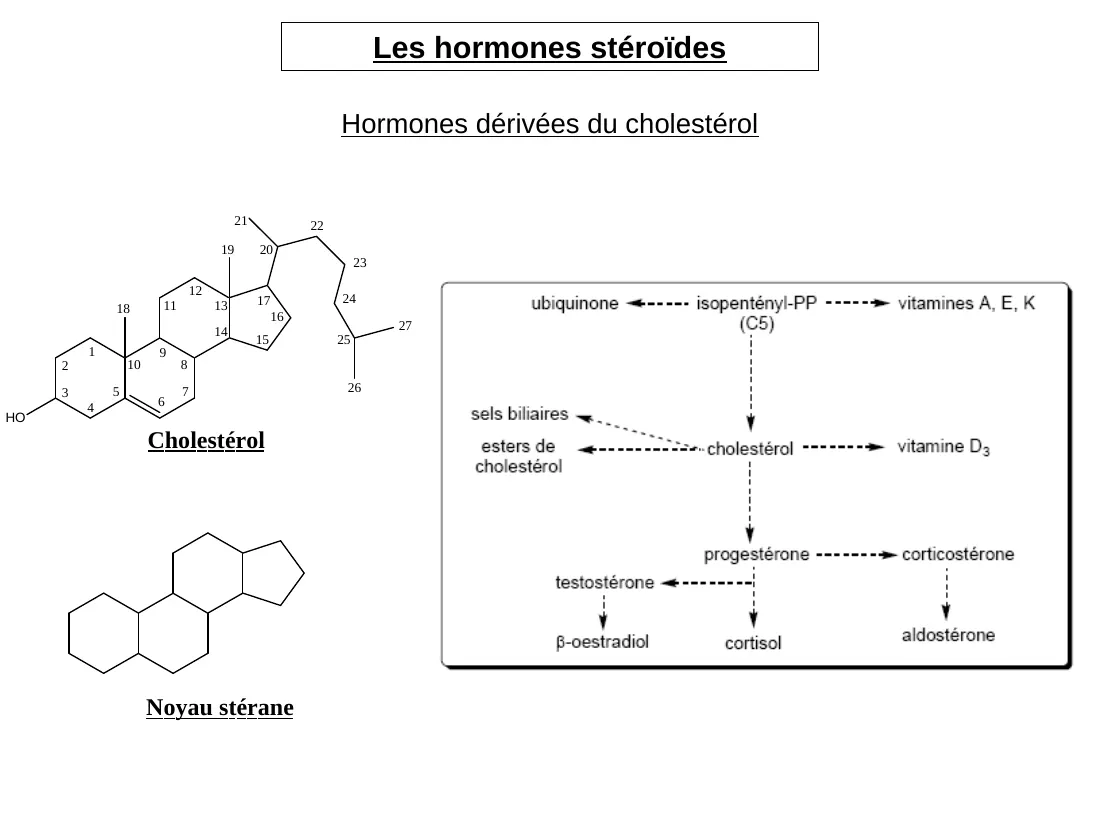 Les hormones stéroïdes
Hormones dérivées du cholestérol
21
22
19
20
23
12
24
18
11
13
17
16
27
14
1
9
15
25
2
10
8
3
5
7
26
4
6
HO
Cholestérol
Noyau stérane
ubiquinone isopentényl-PP vitamines A, E, K
(C5)
sels biliaires
esters de cholestérol vitamine D3
cholestérol
progestérone corticostérone
testostérone
β-oestradiol cortisol aldostérone